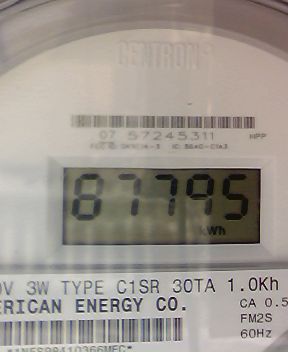 CENTRON®
07 57245311 NPP
87795
kWh
0V 3W TYPE C1SR 30TA 1.0Kh
ERICAN ENERGY CO. CA 0.5
FM2S
60Hz